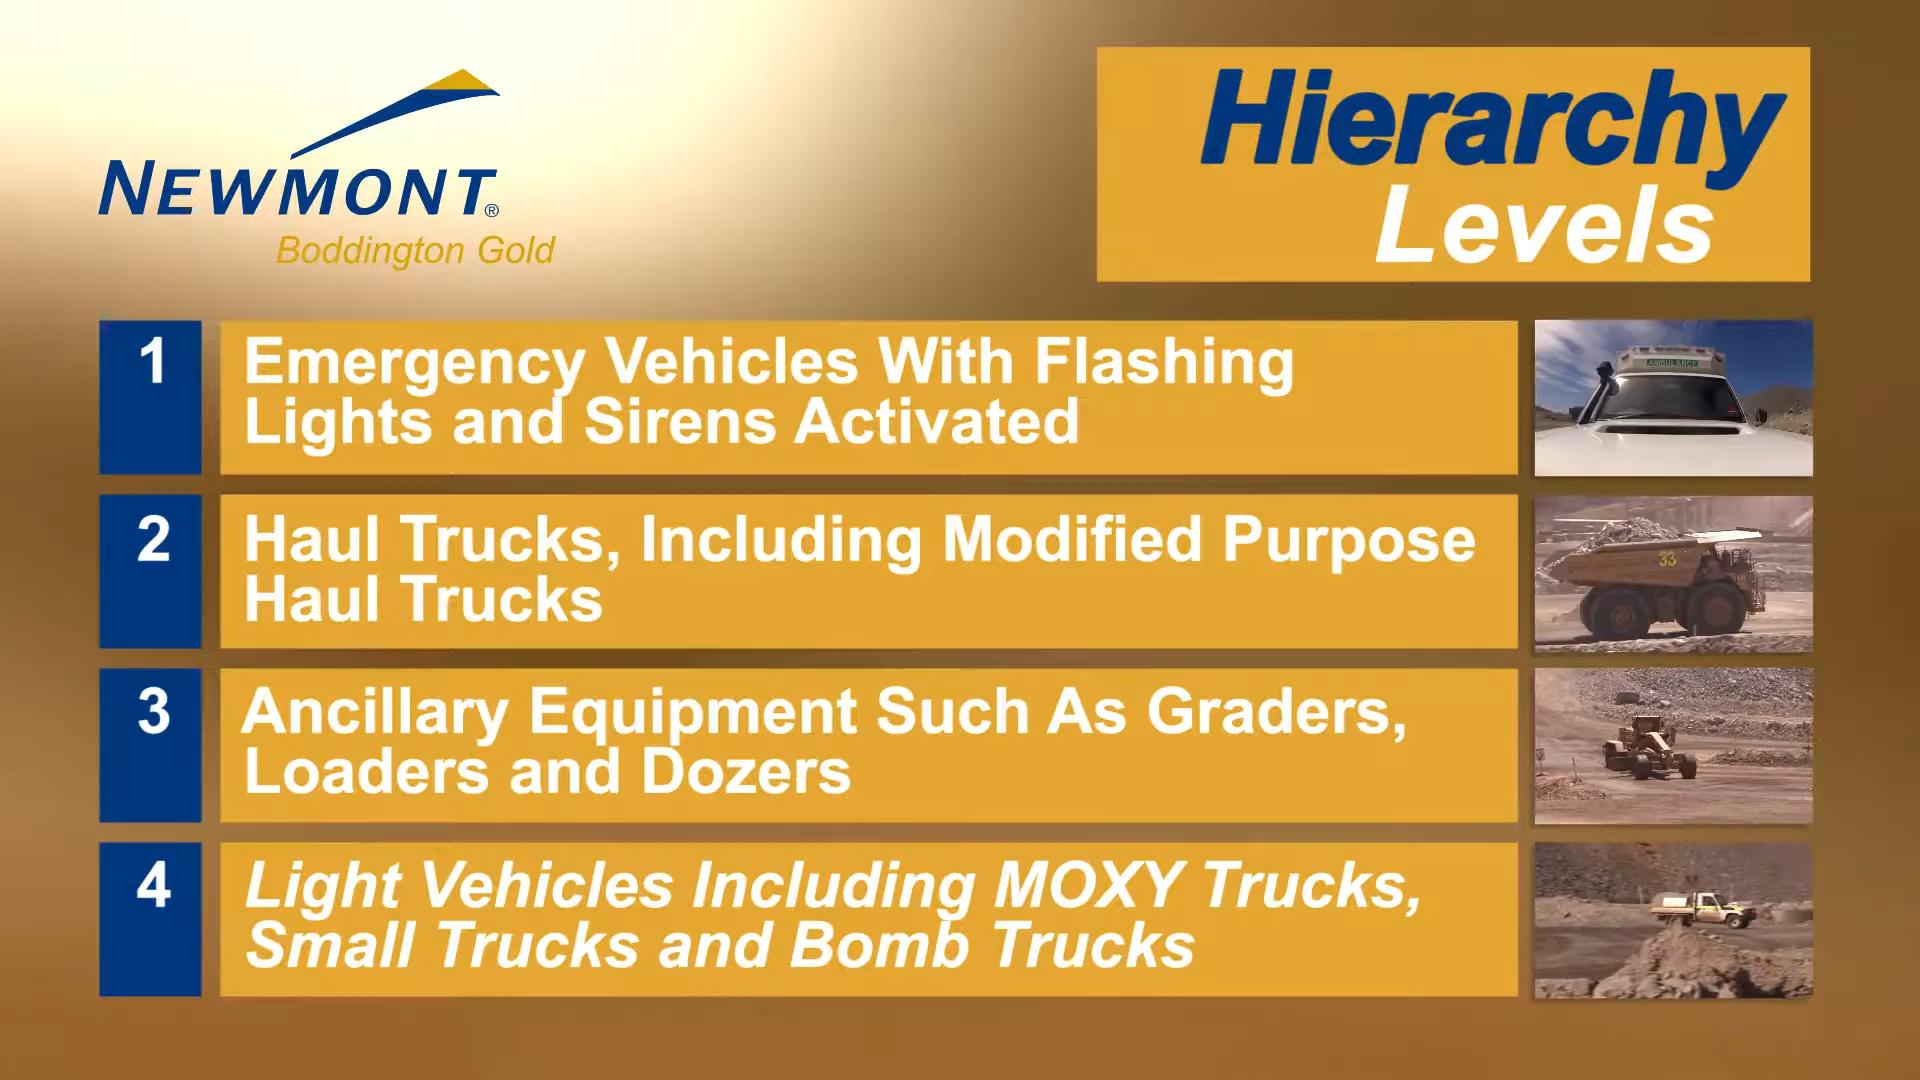 NEWMONT®
Boddington Gold
Hierarchy
Levels
1
Emergency Vehicles With Flashing
Lights and Sirens Activated
AMBULANCE
2
Haul Trucks, Including Modified Purpose
Haul Trucks
33
3
Ancillary Equipment Such As Graders,
Loaders and Dozers
4
Light Vehicles Including MOXY Trucks,
Small Trucks and Bomb Trucks